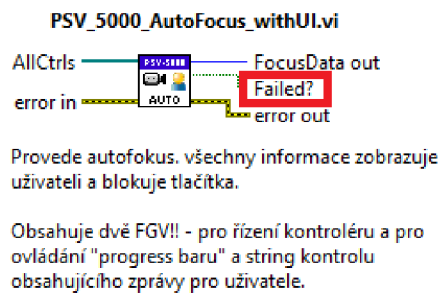 PSV_5000_AutoFocus_withUI.vi
AllCtrls
PSV-5000
FocusData out
Failed?
error in
AUTO
error out
Provede autofokus. všechny informace zobrazuje
uživateli a blokuje tlačítka.
Obsahuje dvě FGV!! - pro řízení kontroléru a pro
ovládání "progress baru" a string kontrolu
obsahujícího zprávy pro uživatele.